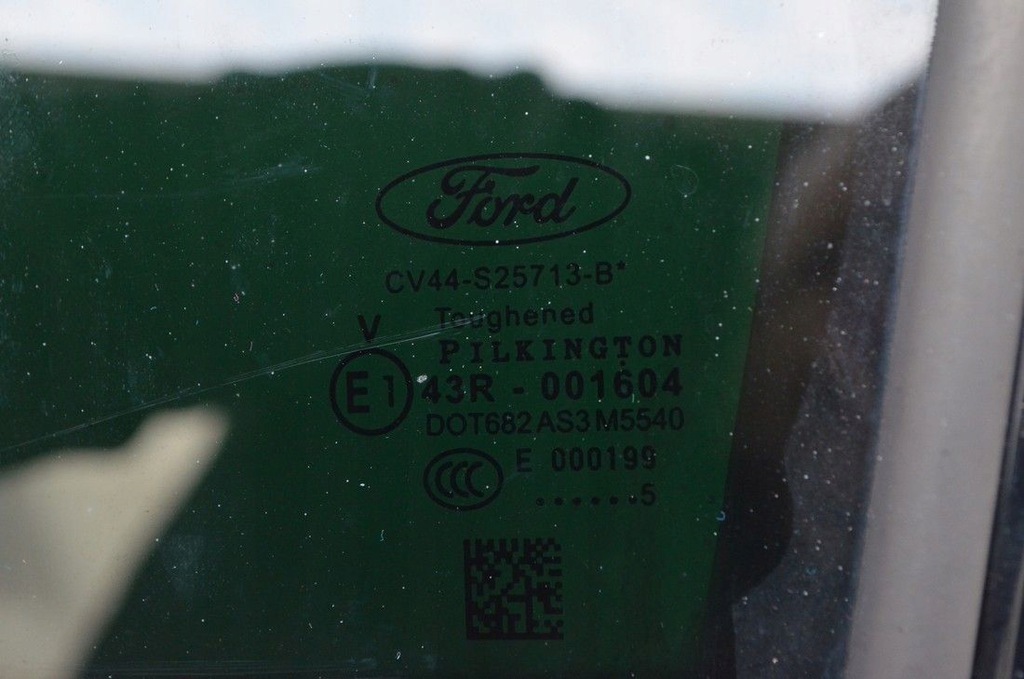 Ford
CV44-S25713-B*
Toughened
V
PILKINGTON
E1 43R - 001604
DOT682 AS3 M5540
CCC E 000199
......5